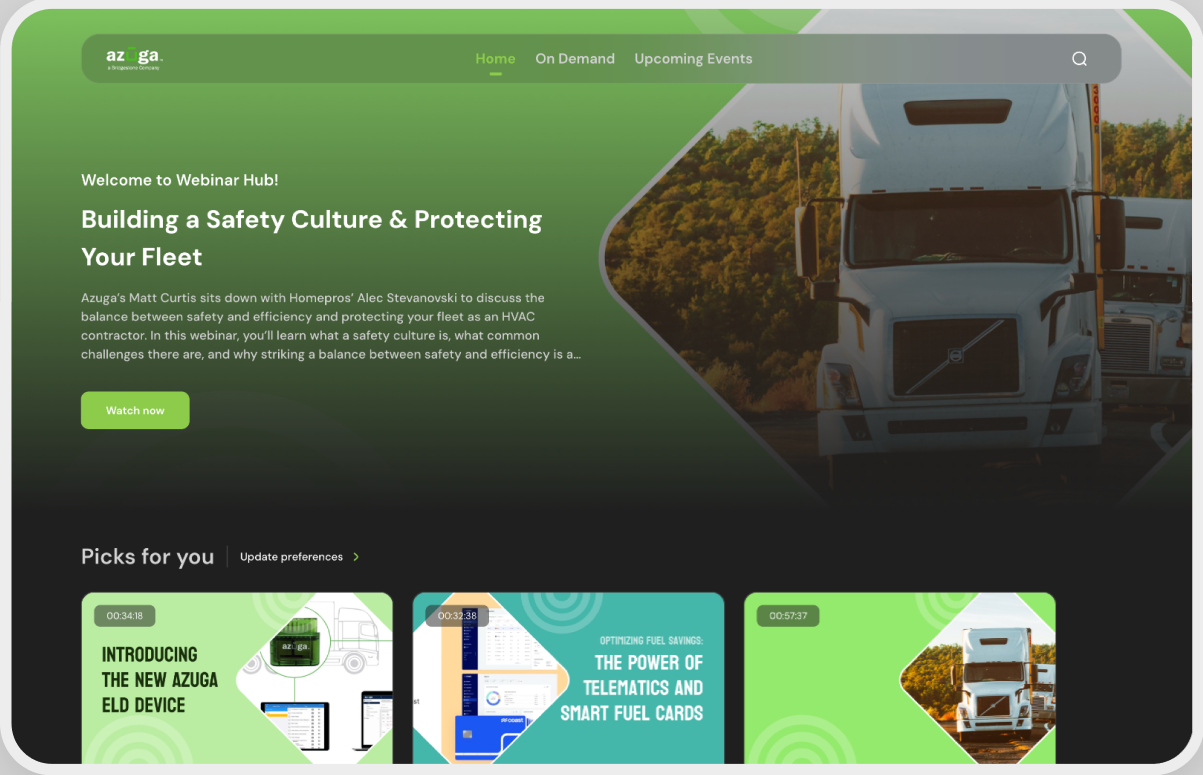 azuga.
a Bridgestone Company
Home
On Demand
Upcoming Events
Welcome to Webinar Hub!
Building a Safety Culture & Protecting
Your Fleet
Azuga's Matt Curtis sits down with Homepros' Alec Stevanovski to discuss the
balance between safety and efficiency and protecting your fleet as an HVAC
contractor. In this webinar, you'll learn what a safety culture is, what common
challenges there are, and why striking a balance between safety and efficiency is a...
Watch now
Picks for you
Update preferences
00:34:18
INTRODUCING
THE NEW AZUGA
ELD DEVICE
azuga.
00:32:38
OPTIMIZING FUEL SAVINGS:
THE POWER OF
TELEMATICS AND
SMART FUEL CARDS
00:57:37